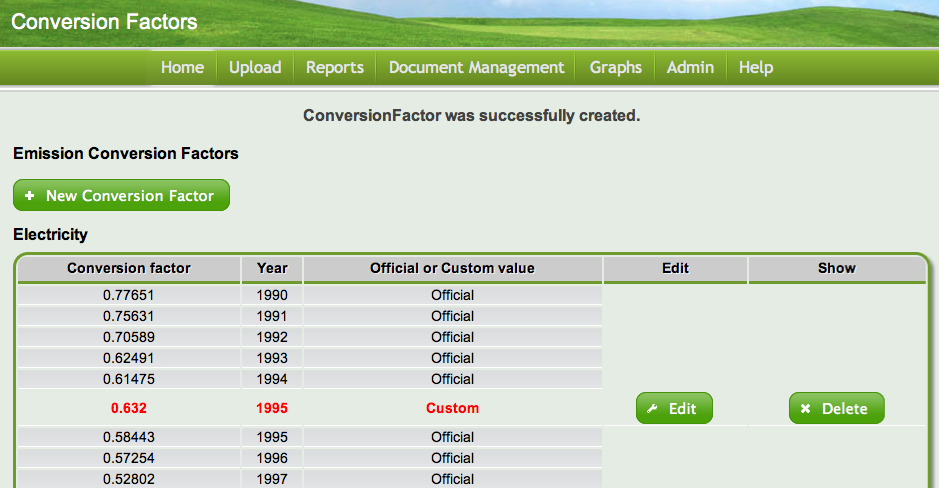 Conversion Factors
Home Upload Reports Document Management Graphs Admin Help
ConversionFactor was successfully created.
Emission Conversion Factors
+ New Conversion Factor
Electricity
Conversion factor Year Official or Custom value Edit Show
0.77651 1990 Official
0.75631 1991 Official
0.70589 1992 Official
0.62491 1993 Official
0.61475 1994 Official
0.632 1995 Custom Edit Delete
0.58443 1995 Official
0.57254 1996 Official
0.52802 1997 Official